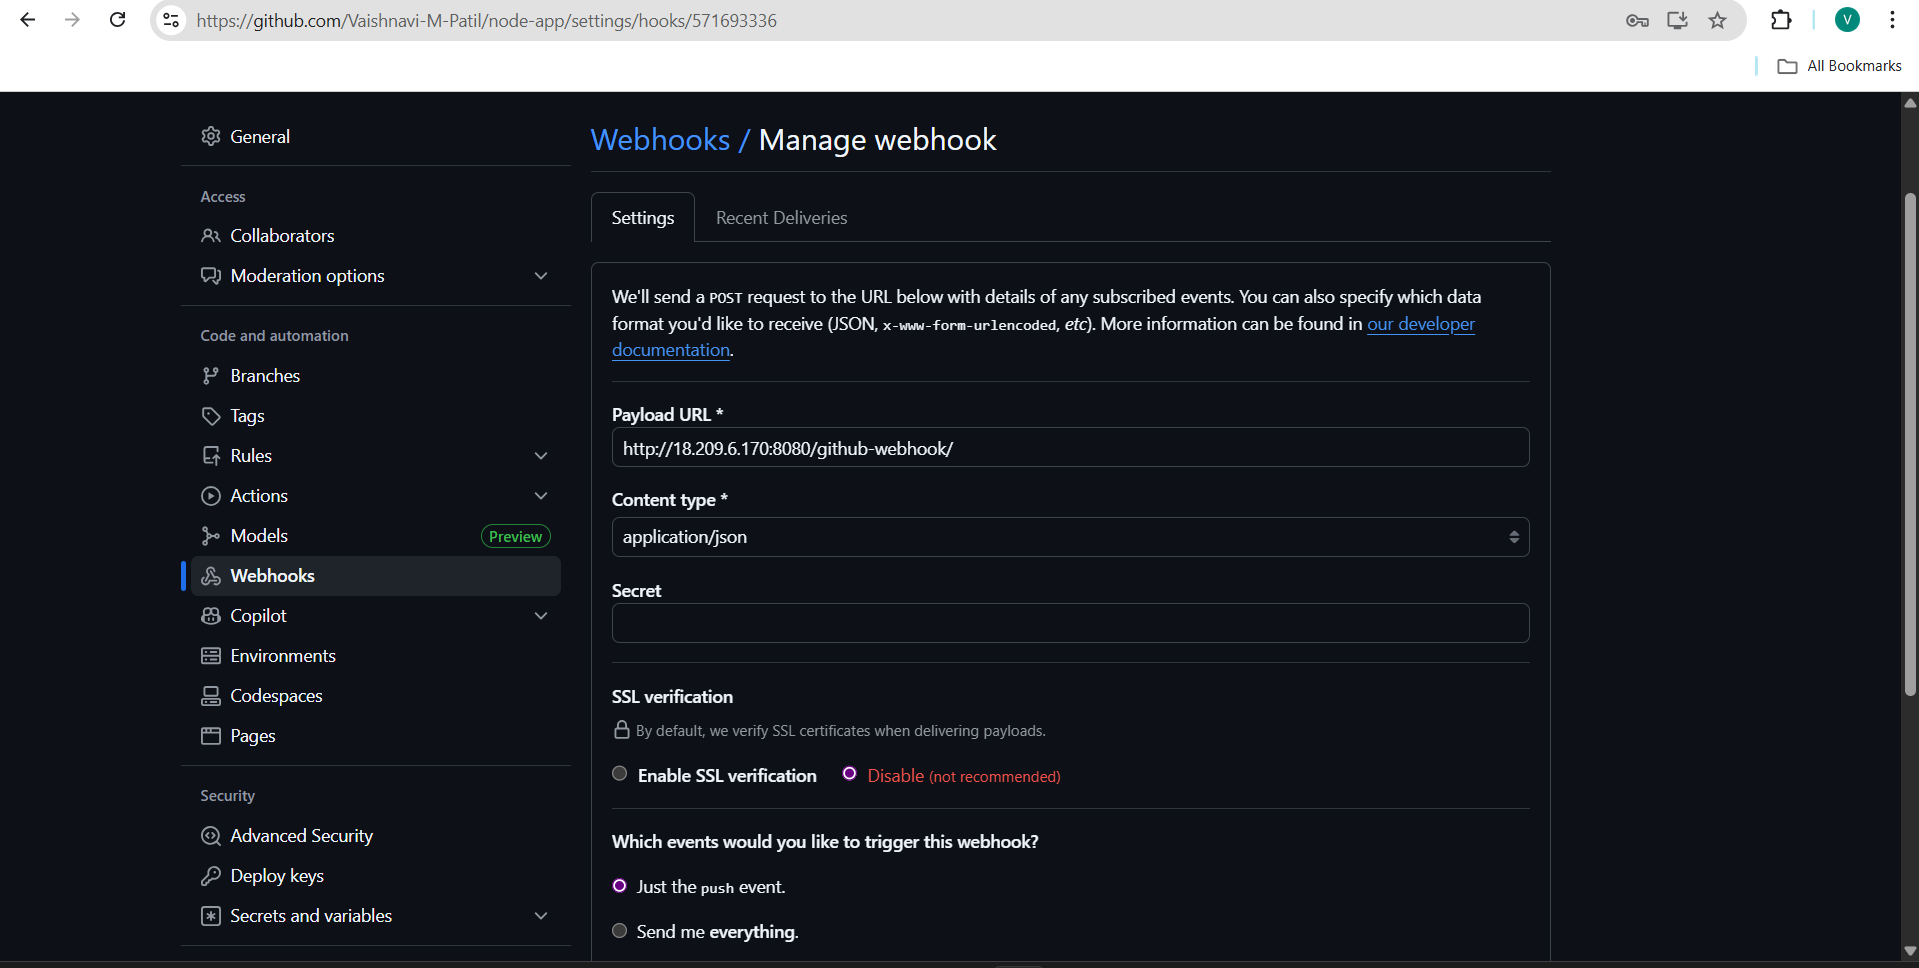 https://github.com/Vaishnavi-M-Patil/node-app/settings/hooks/571693336
V
All Bookmarks
General
Access
Collaborators
Moderation options
Code and automation
Branches
Tags
Rules
Actions
Models
Preview
Webhooks
Copilot
Environments
Codespaces
Pages
Security
Advanced Security
Deploy keys
Secrets and variables
Webhooks / Manage webhook
Settings
Recent Deliveries
We'll send a POST request to the URL below with details of any subscribed events. You can also specify which data
format you'd like to receive (JSON, x-www-form-urlencoded, etc). More information can be found in our developer
documentation.
Payload URL *
http://18.209.6.170:8080/github-webhook/
Content type *
application/json
Secret
SSL verification
By default, we verify SSL certificates when delivering payloads.
Enable SSL verification
Disable (not recommended)
Which events would you like to trigger this webhook?
Just the push event.
Send me everything.